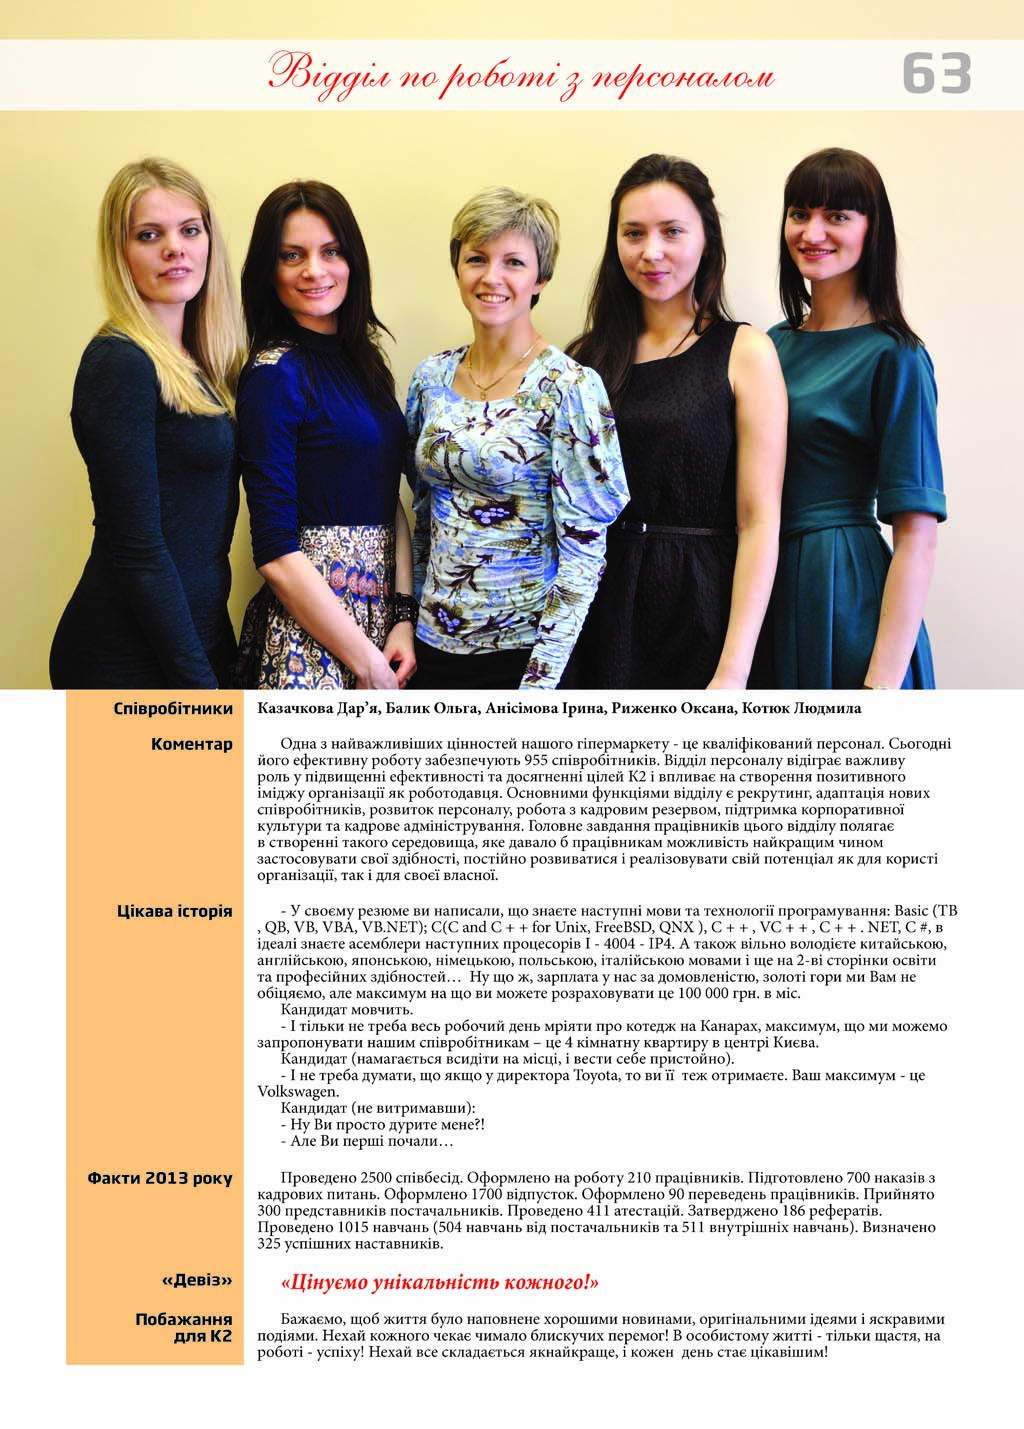 Відділ по роботі з персоналом
63
Співробітники
Казачкова Дар’я, Балик Ольга, Анісімова Ірина, Риженко Оксана, Котюк Людмила
Коментар
Одна з найважливіших цінностей нашого гіпермаркету - це кваліфікований персонал. Сьогодні
його ефективну роботу забезпечують 955 співробітників. Відділ персоналу відіграє важливу
роль у підвищенні ефективності та досягненні цілей К2 і впливає на створення позитивного
іміджу організації як роботодавця. Основними функціями відділу є рекрутинг, адаптація нових
співробітників, розвиток персоналу, робота з кадровим резервом, підтримка корпоративної
культури та кадрове адміністрування. Головне завдання працівників цього відділу полягає
в створенні такого середовища, яке давало б працівникам можливість найкращим чином
застосовувати свої здібності, постійно розвиватися і реалізовувати свій потенціал як для користі
організації, так і для своєї власної.
Цікава історія
- У своєму резюме ви написали, що знаєте наступні мови та технології програмування: Basic (TB
, QB, VB, VBA, VB.NET); C(C and C + + for Unix, FreeBSD, QNX ), C + + , VC + + , C + + . NET, C #, в
ідеалі знаєте асемблери наступних процесорів I - 4004 - IP4. А також вільно володієте китайською,
англійською, японською, німецькою, польською, італійською мовами і ще на 2-ві сторінки освіти
та професійних здібностей… Ну що ж, зарплата у нас за домовленістю, золоті гори ми Вам не
обіцяємо, але максимум на що ви можете розраховувати це 100 000 грн. в міс.
Кандидат мовчить.
- І тільки не треба весь робочий день мріяти про котедж на Канарах, максимум, що ми можемо
запропонувати нашим співробітникам – це 4 кімнатну квартиру в центрі Києва.
Кандидат (намагається всидіти на місці, і вести себе пристойно).
- І не треба думати, що якщо у директора Toyota, то ви її теж отримаєте. Ваш максимум - це
Volkswagen.
Кандидат (не витримавши):
- Ну Ви просто дурите мене?!
- Але Ви перші почали…
Факти 2013 року
Проведено 2500 співбесід. Оформлено на роботу 210 працівників. Підготовлено 700 наказів з
кадрових питань. Оформлено 1700 відпусток. Оформлено 90 переведень працівників. Прийнято
300 представників постачальників. Проведено 411 атестацій. Затверджено 186 рефератів.
Проведено 1015 навчань (504 навчань від постачальників та 511 внутрішніх навчань). Визначено
325 успішних наставників.
«Девіз»
«Цінуємо унікальність кожного!»
Побажання
для К2
Бажаємо, щоб життя було наповнене хорошими новинами, оригінальними ідеями і яскравими
подіями. Нехай кожного чекає чимало блискучих перемог! В особистому житті - тільки щастя, на
роботі - успіху! Нехай все складається якнайкраще, і кожен день стає цікавішим!